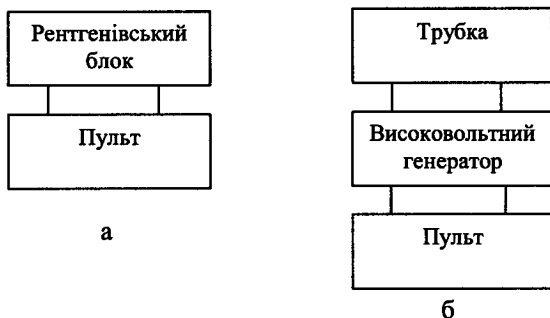 Рентгенівський
блок
Пульт
а
Трубка
Високовольтний
генератор
Пульт
б